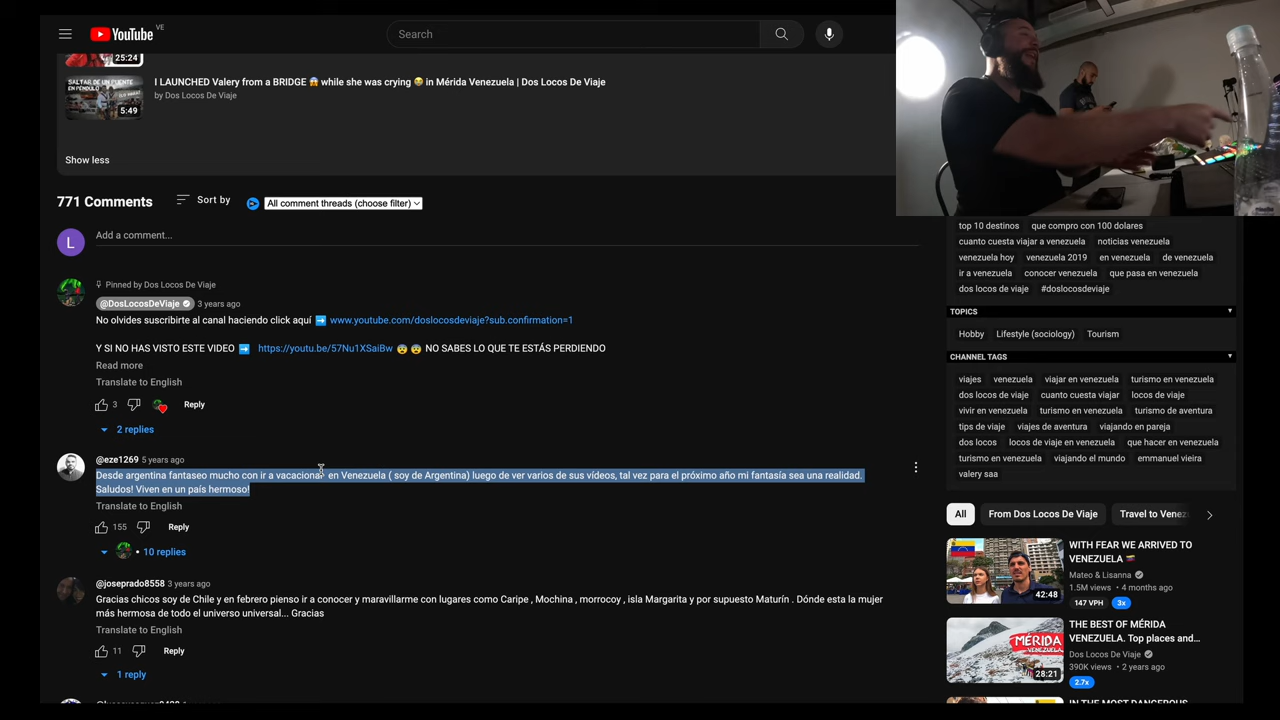 YouTube VE
Search
25:24
SALTAR DE UN PUENTE
EN PÉNDULO
5:49
I LAUNCHED Valery from a BRIDGE 😱 while she was crying 😂 in Mérida Venezuela | Dos Locos De Viaje
by Dos Locos De Viaje
Show less
771 Comments
Sort by
All comment threads (choose filter)
L
Add a comment...
Pinned by Dos Locos De Viaje
@DosLocosDeViaje 3 years ago
No olvides suscribirte al canal haciendo click aquí ➡️ www.youtube.com/doslocosdeviaje?sub.confirmation=1
Y SI NO HAS VISTO ESTE VIDEO ➡️ https://youtu.be/57Nu1XSaiBw 😨 😨 NO SABES LO QUE TE ESTÁS PERDIENDO
Read more
Translate to English
3
Reply
2 replies
@eze1269 5 years ago
Desde argentina fantaseo mucho con ir a vacacionar en Venezuela ( soy de Argentina) luego de ver varios de sus vídeos, tal vez para el próximo año mi fantasía sea una realidad.
Saludos! Viven en un país hermoso!
Translate to English
155
Reply
10 replies
@joseprado8558 3 years ago
Gracias chicos soy de Chile y en febrero pienso ir a conocer y maravillarme con lugares como Caripe , Mochina , morrocoy , isla Margarita y por supuesto Maturín . Dónde esta la mujer
más hermosa de todo el universo universal... Gracias
Translate to English
11
Reply
1 reply
top 10 destinos que compro con 100 dolares
cuanto cuesta viajar a venezuela noticias venezuela
venezuela hoy venezuela 2019 en venezuela de venezuela
ir a venezuela conocer venezuela que pasa en venezuela
dos locos de viaje #doslocosdeviaje
TOPICS
Hobby Lifestyle (sociology) Tourism
CHANNEL TAGS
viajes venezuela viajar en venezuela turismo en venezuela
dos locos de viaje cuanto cuesta viajar locos de viaje
vivir en venezuela turismo en venezuela turismo de aventura
tips de viaje viajes de aventura viajando en pareja
dos locos locos de viaje venezuela que hacer en venezuela
turismo en venezuela viajando el mundo emmanuel vieira
valery saa
All From Dos Locos De Viaje Travel to Venez
WITH FEAR WE ARRIVED TO
VENEZUELA 🇻🇪
Mateo & Lisanna
1.5M views • 4 months ago
147 VPH 3x
42:48
THE BEST OF MÉRIDA
VENEZUELA. Top places and...
Dos Locos De Viaje
390K views • 2 years ago
2.7x
MÉRIDA
VENEZUELA
28:21
IN THE MOST DANGEROUS